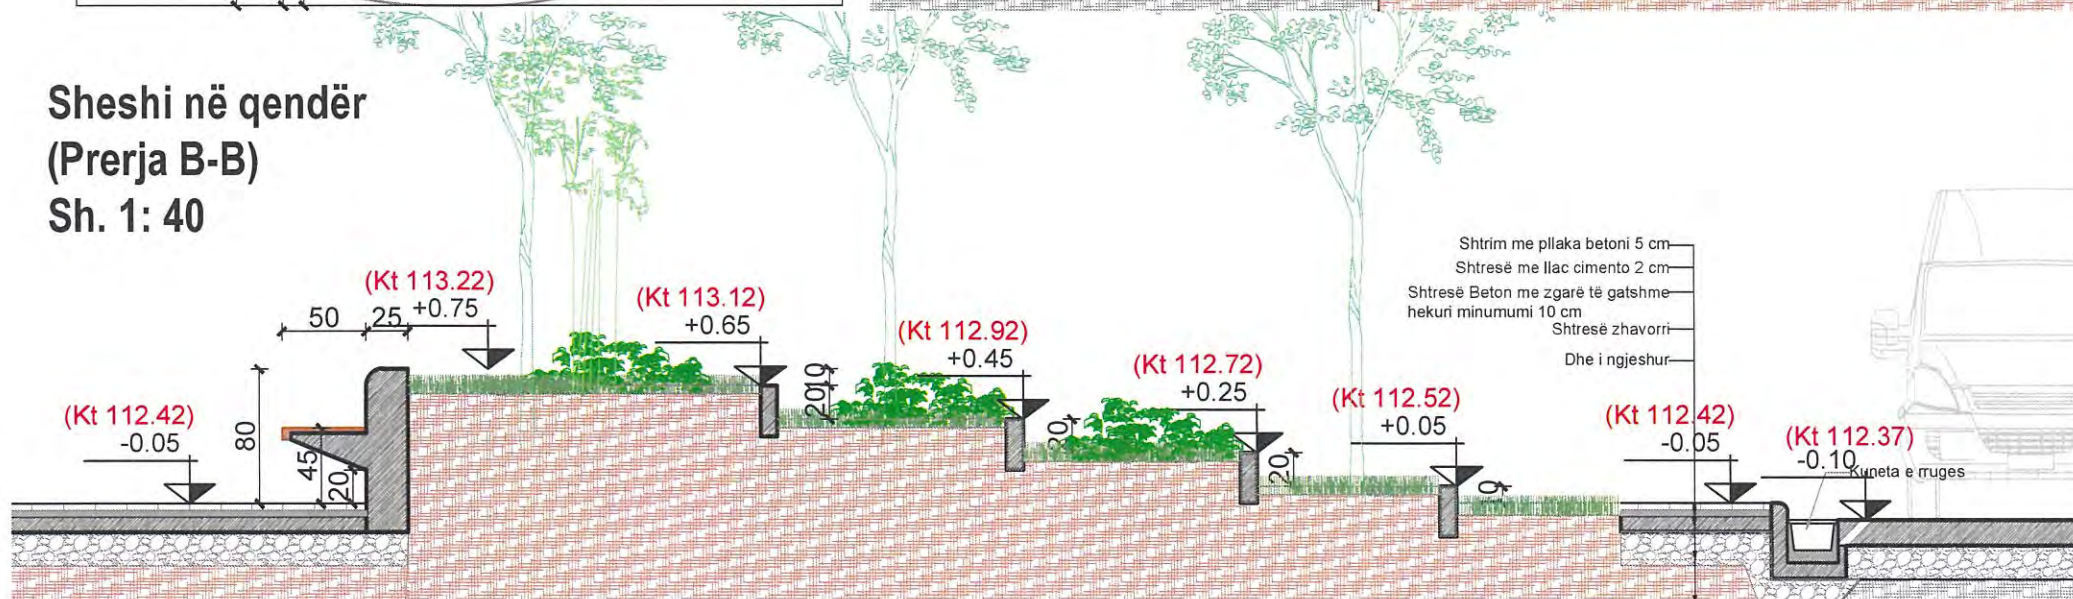 Sheshi në qendër
(Prerja B-B)
Sh. 1: 40
50
25
(Kt 113.22)
+0.75
(Kt 113.12)
+0.65
(Kt 112.92)
+0.45
(Kt 112.72)
+0.25
(Kt 112.52)
+0.05
(Kt 112.42)
-0.05
(Kt 112.37)
-0.10
Kuneta e rruges
(Kt 112.42)
-0.05
80
45
20
10
20
20
Shtrim me pllaka betoni 5 cm
Shtresë me llac cimento 2 cm
Shtresë Beton me zgarë të gatshme
hekuri minumumi 10 cm
Shtresë zhavorri
Dhe i ngjeshur